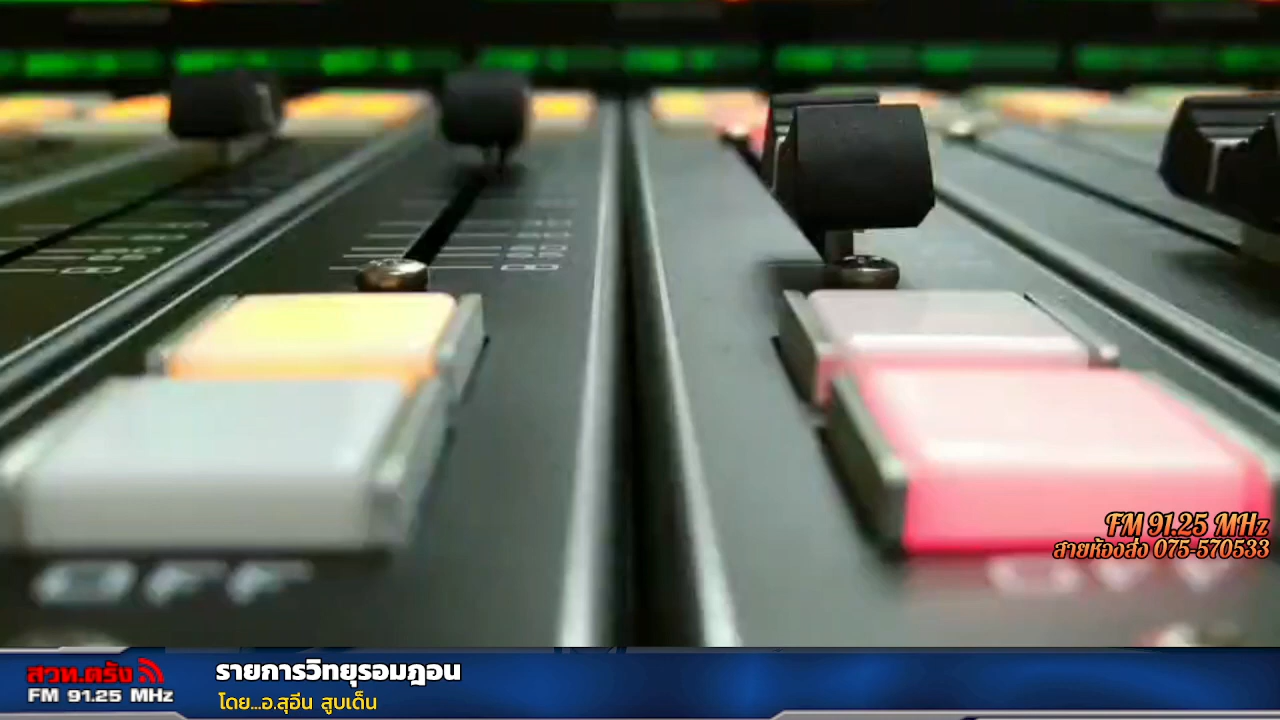 OFF
FM 91.25 MHz
สายห้องส่ง 075-570533
สวท.ตรัง
FM 91.25 MHz
รายการวิทยุรอมฎอน
โดย...อ.สุอีน สูบเด็น